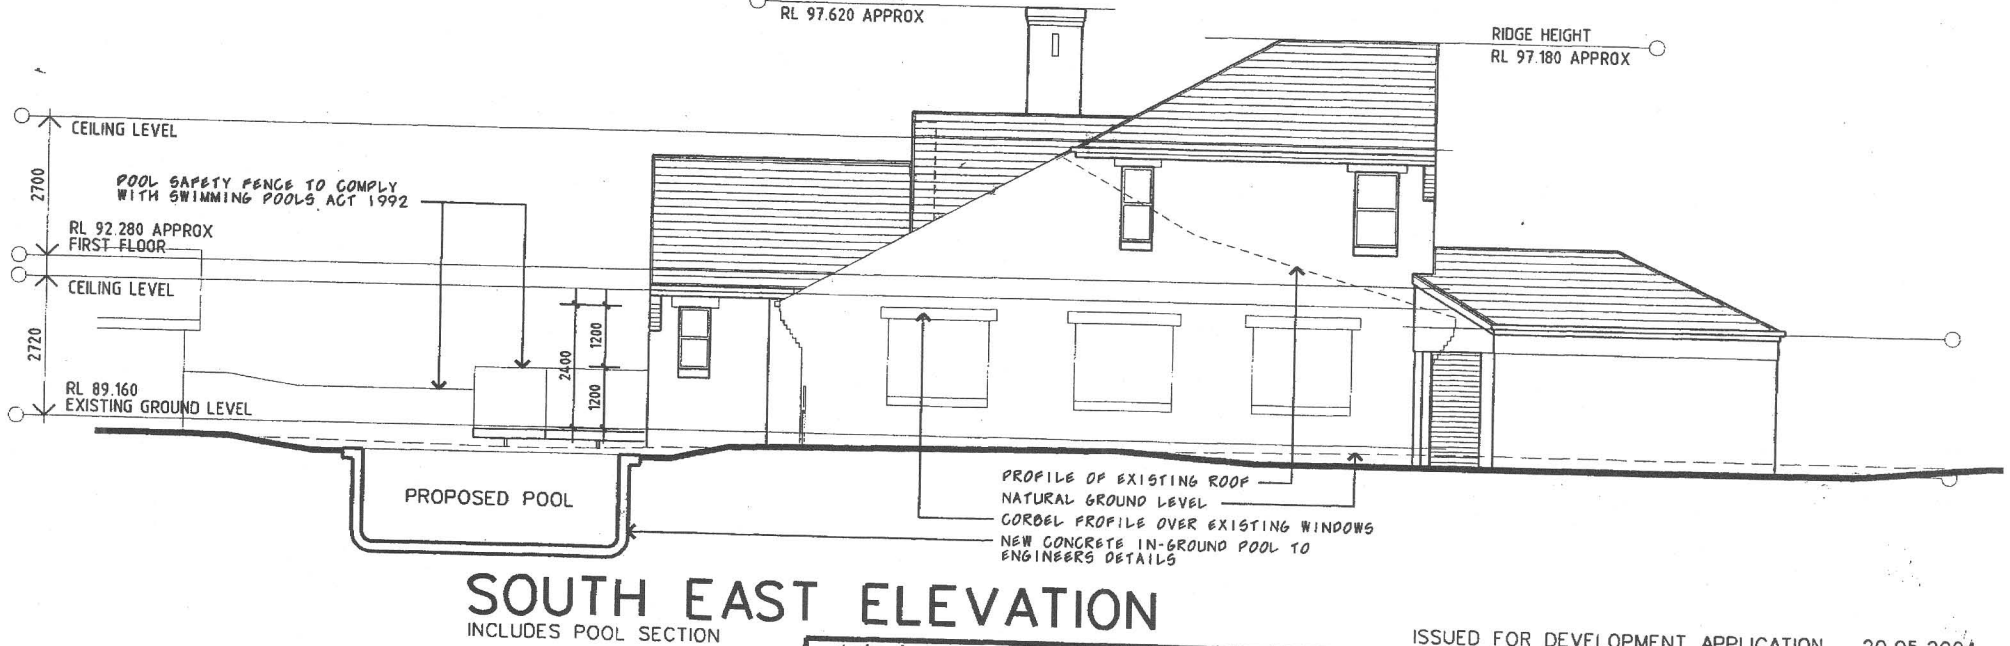 RL 97.620 APPROX
RIDGE HEIGHT
RL 97.180 APPROX
CEILING LEVEL
2700
POOL SAFETY FENCE TO COMPLY
WITH SWIMMING POOLS ACT 1992
RL 92.280 APPROX
FIRST FLOOR
CEILING LEVEL
2720
2400
1200
1200
RL 89.160
EXISTING GROUND LEVEL
PROPOSED POOL
PROFILE OF EXISTING ROOF
NATURAL GROUND LEVEL
CORBEL PROFILE OVER EXISTING WINDOWS
NEW CONCRETE IN-GROUND POOL TO
ENGINEERS DETAILS
SOUTH EAST ELEVATION
INCLUDES POOL SECTION
ISSUED FOR DEVELOPMENT APPLICATION